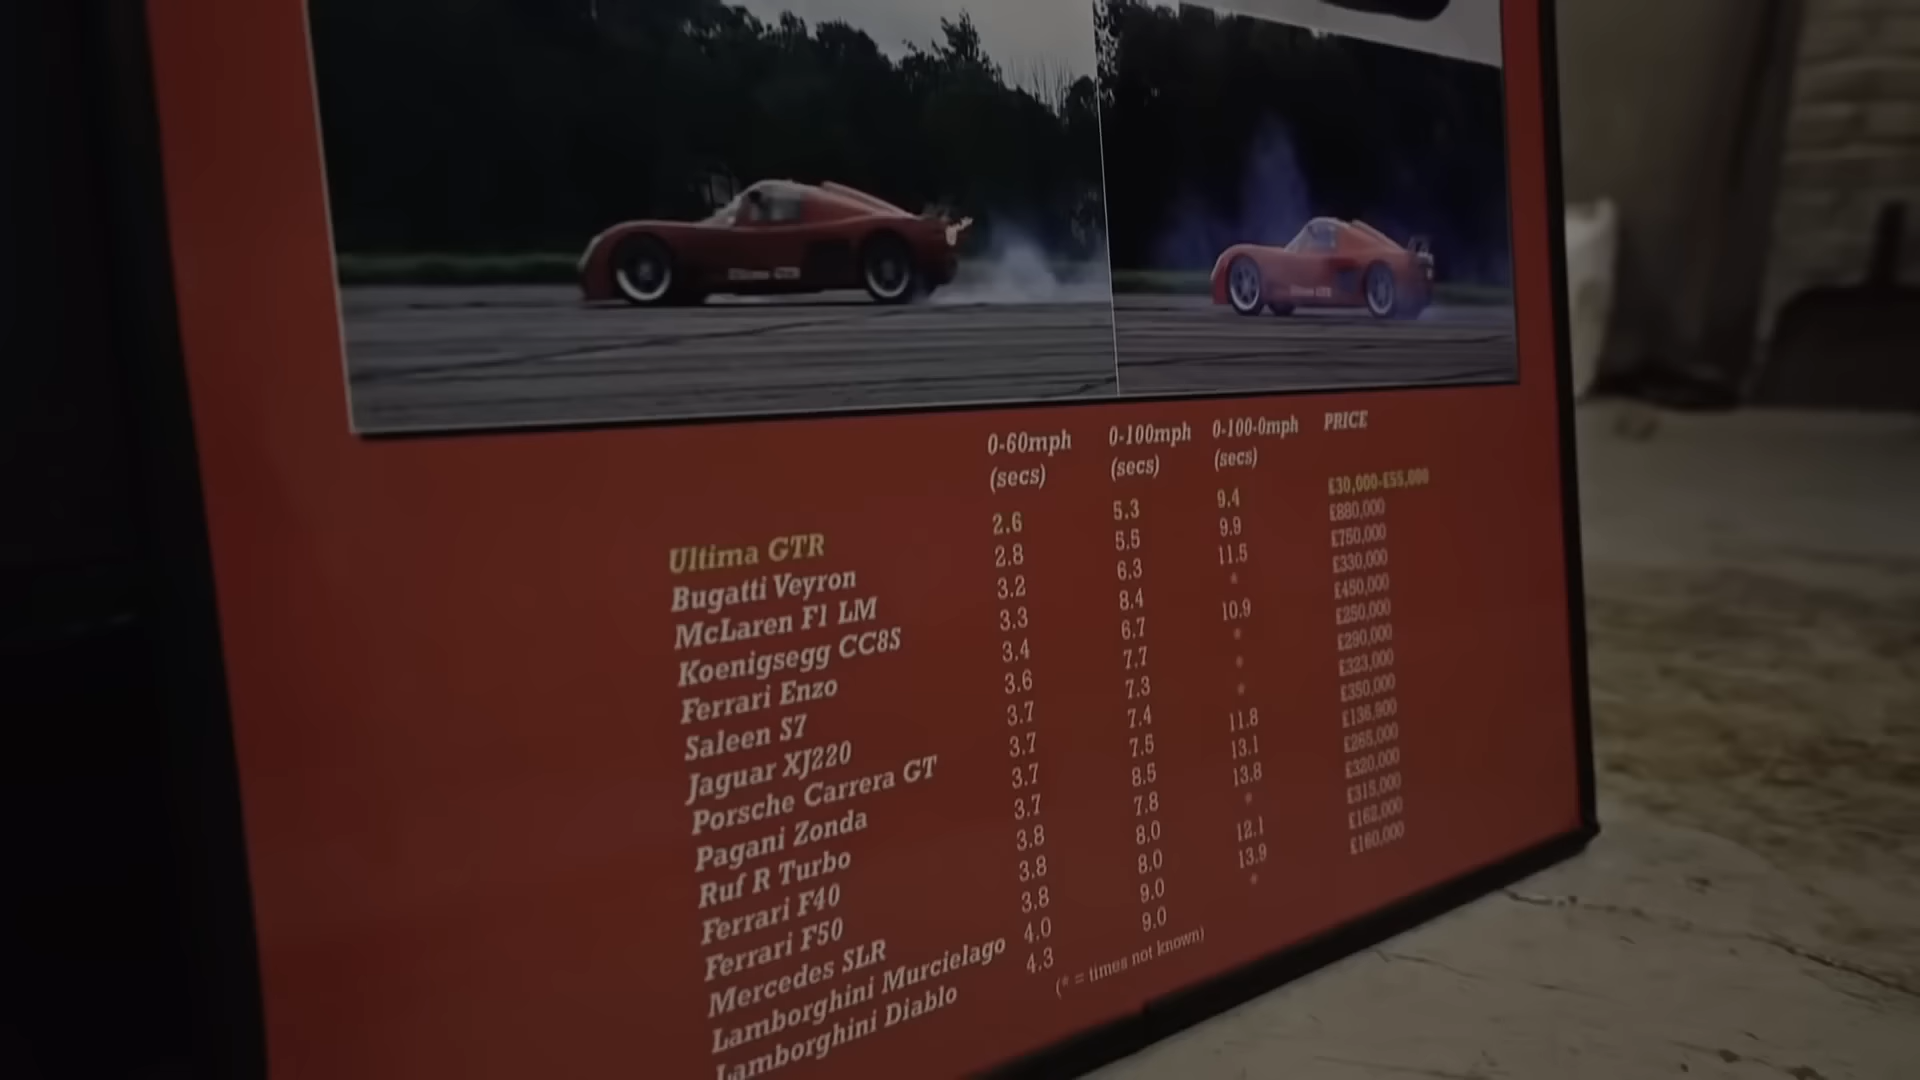 Ultima GTR
Ultima GTR
0-60mph (secs) 0-100mph (secs) 0-100-0mph (secs) PRICE
Ultima GTR 2.6 5.3 9.4 £30,000-£55,000
Bugatti Veyron 2.8 5.5 9.9 £880,000
McLaren F1 LM 3.2 6.3 11.5 £750,000
Koenigsegg CC8S 3.3 8.4 * £330,000
Ferrari Enzo 3.4 6.7 10.9 £450,000
Saleen S7 3.6 7.7 * £250,000
Jaguar XJ220 3.7 7.3 * £290,000
Porsche Carrera GT 3.7 7.4 * £323,000
Pagani Zonda 3.7 7.5 11.8 £350,000
Ruf R Turbo 3.7 8.5 13.1 £136,900
Ferrari F40 3.8 7.8 13.8 £265,000
Ferrari F50 3.8 8.0 * £320,000
Mercedes SLR 3.8 8.0 12.1 £315,000
Lamborghini Murcielago 4.0 9.0 13.9 £162,000
Lamborghini Diablo 4.3 9.0 * £160,000
(* = times not known)